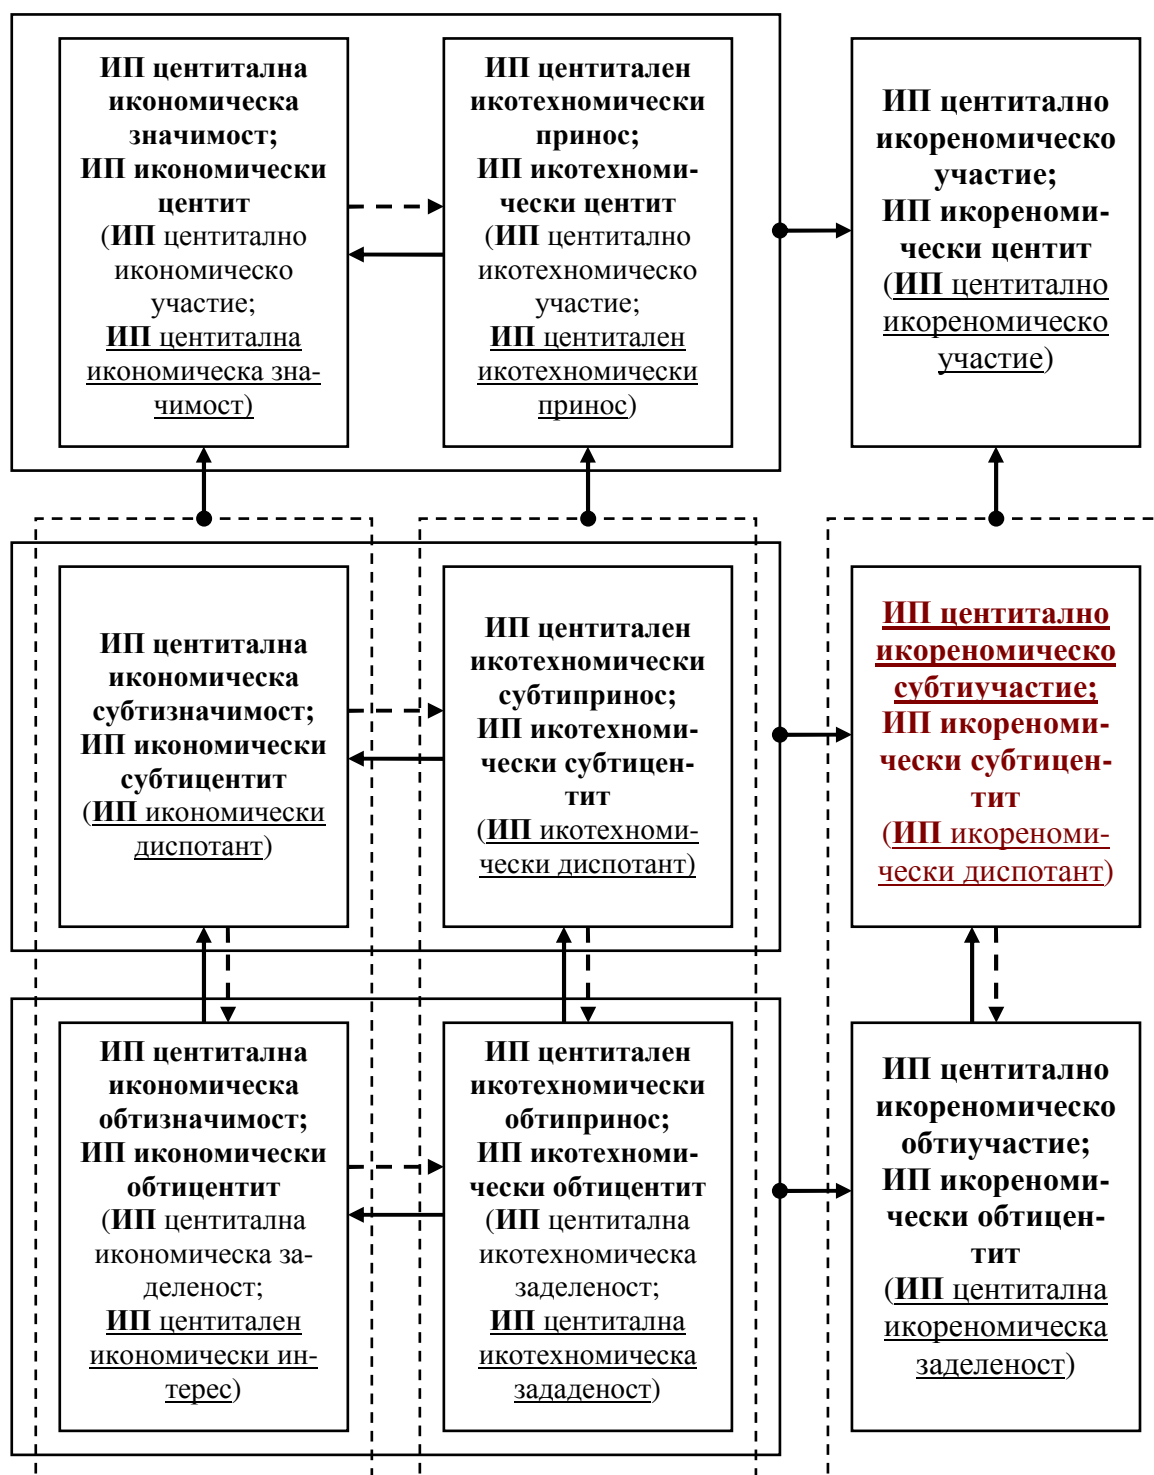 ИП центитална
икономическа
значимост;
ИП икономически
центит
(ИП центитално
икономическо
участие;
ИП центитална
икономическа зна-
чимост)
ИП центитален
икотехномически
принос;
ИП икотехноми-
чески центит
(ИП центитално
икотехномическо
участие;
ИП центитален
икотехномически
принос)
ИП центитално
икореномическо
участие;
ИП икореноми-
чески центит
(ИП центитално
икореномическо
участие)
ИП центитална
икономическа
субтизначимост;
ИП икономически
субтицентит
(ИП икономически
диспотант)
ИП центитален
икотехномически
субтипринос;
ИП икотехноми-
чески субтицен-
тит
(ИП икотехноми-
чески диспотант)
ИП центитално
икореномическо
субтиучастие;
ИП икореноми-
чески субтицен-
тит
(ИП икореноми-
чески диспотант)
ИП центитална
икономическа
обтизначимост;
ИП икономически
обтицентит
(ИП центитална
икономическа за-
деленост;
ИП центитален
икономически ин-
терес)
ИП центитален
икотехномически
обтипринос;
ИП икотехноми-
чески обтицентит
(ИП центитална
икотехномическа
заделеност;
ИП центитална
икотехномическа
зададеност)
ИП центитално
икореномическо
обтиучастие;
ИП икореноми-
чески обтицен-
тит
(ИП центитална
икореномическа
заделеност)